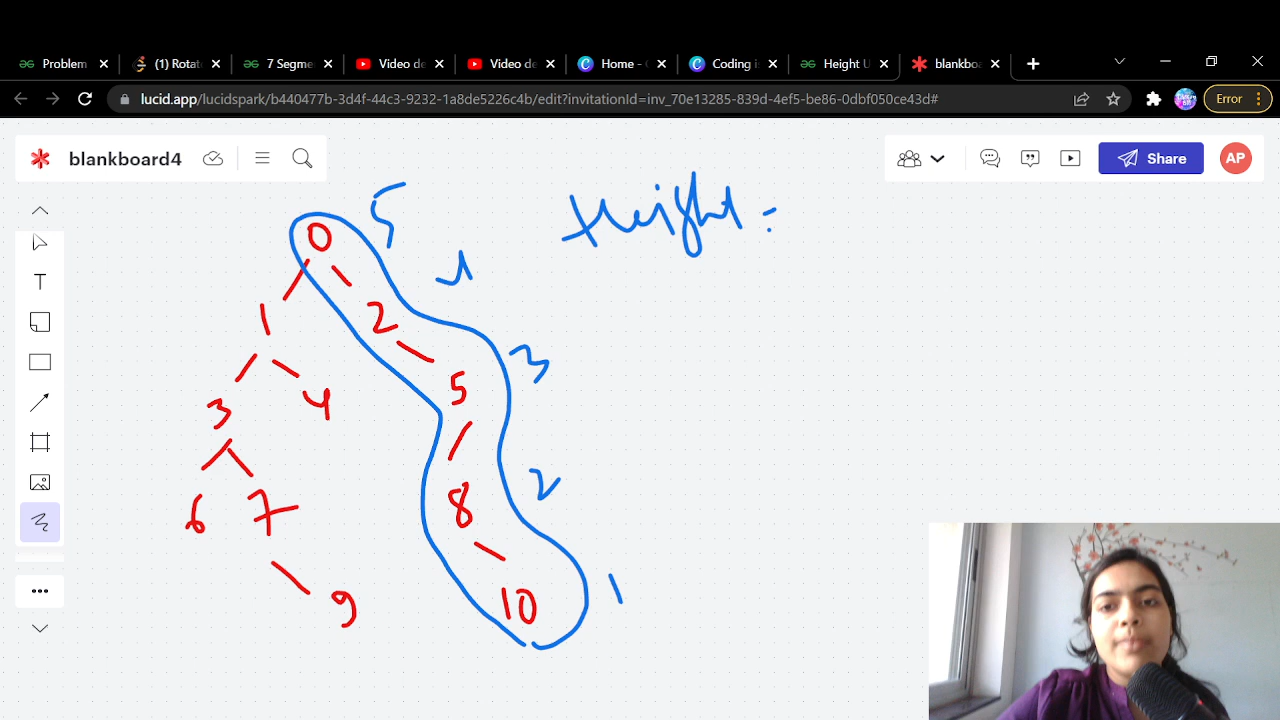 Problem
(1) Rotat
7 Segme
Video de
Video de
Home - C
Coding is
Height U
blankboa
lucid.app/lucidspark/b440477b-3d4f-44c3-9232-1a8de5226c4b/edit?invitationId=inv_70e13285-839d-4ef5-be86-0dbf050ce43d#
Error
blankboard4
Share
AP
T
Height :
0
5
4
1
2
3
3
4
5
6
7
8
2
9
10
1